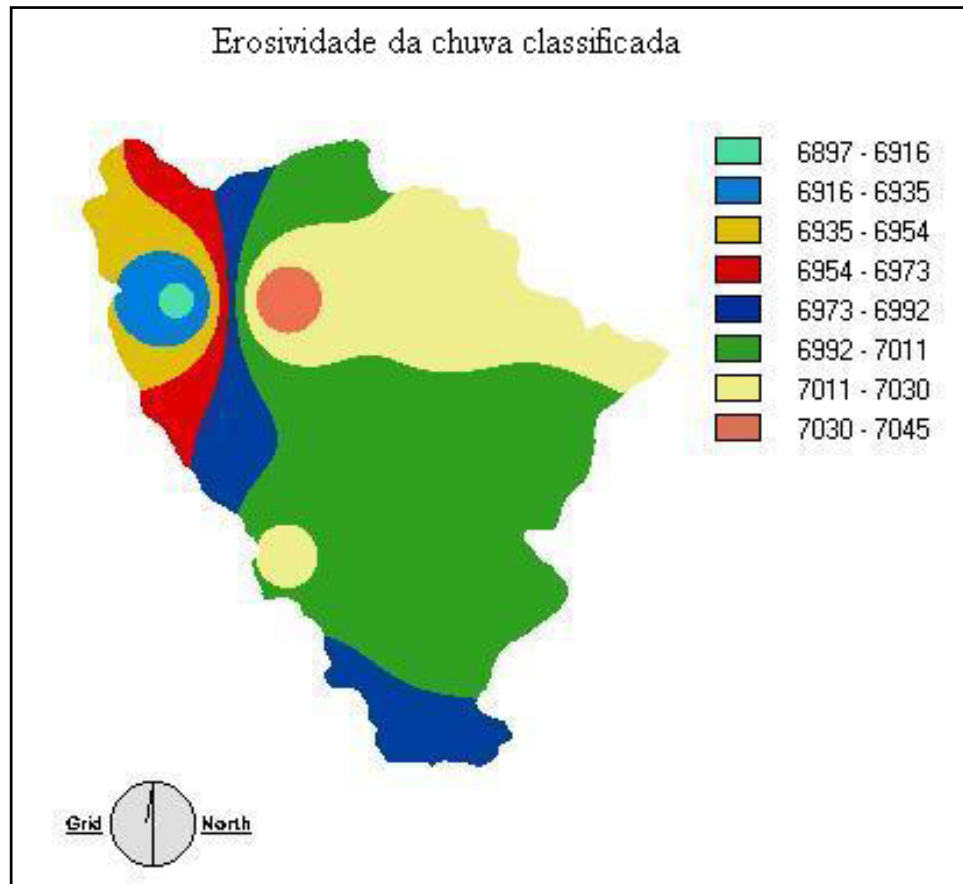 Erosividade da chuva classificada
6897 - 6916
6916 - 6935
6935 - 6954
6954 - 6973
6973 - 6992
6992 - 7011
7011 - 7030
7030 - 7045
Grid North